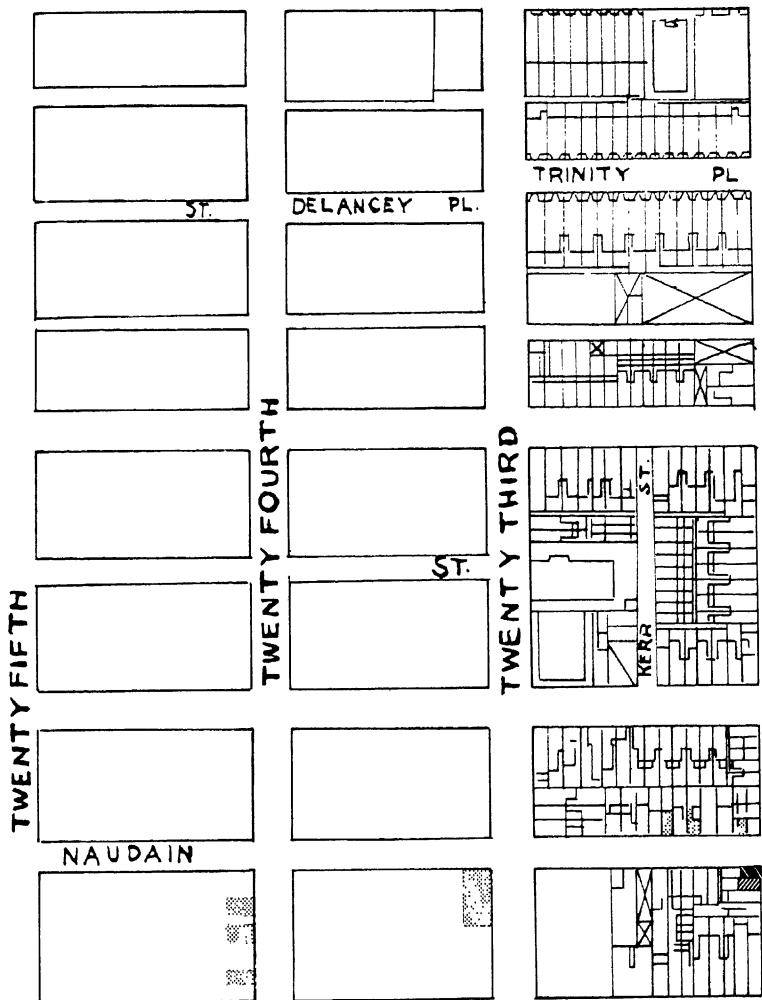 TRINITY PL
ST. DELANCEY PL.
TWENTY FIFTH
TWENTY FOURTH
TWENTY THIRD
ST.
KERR ST.
NAUDAIN